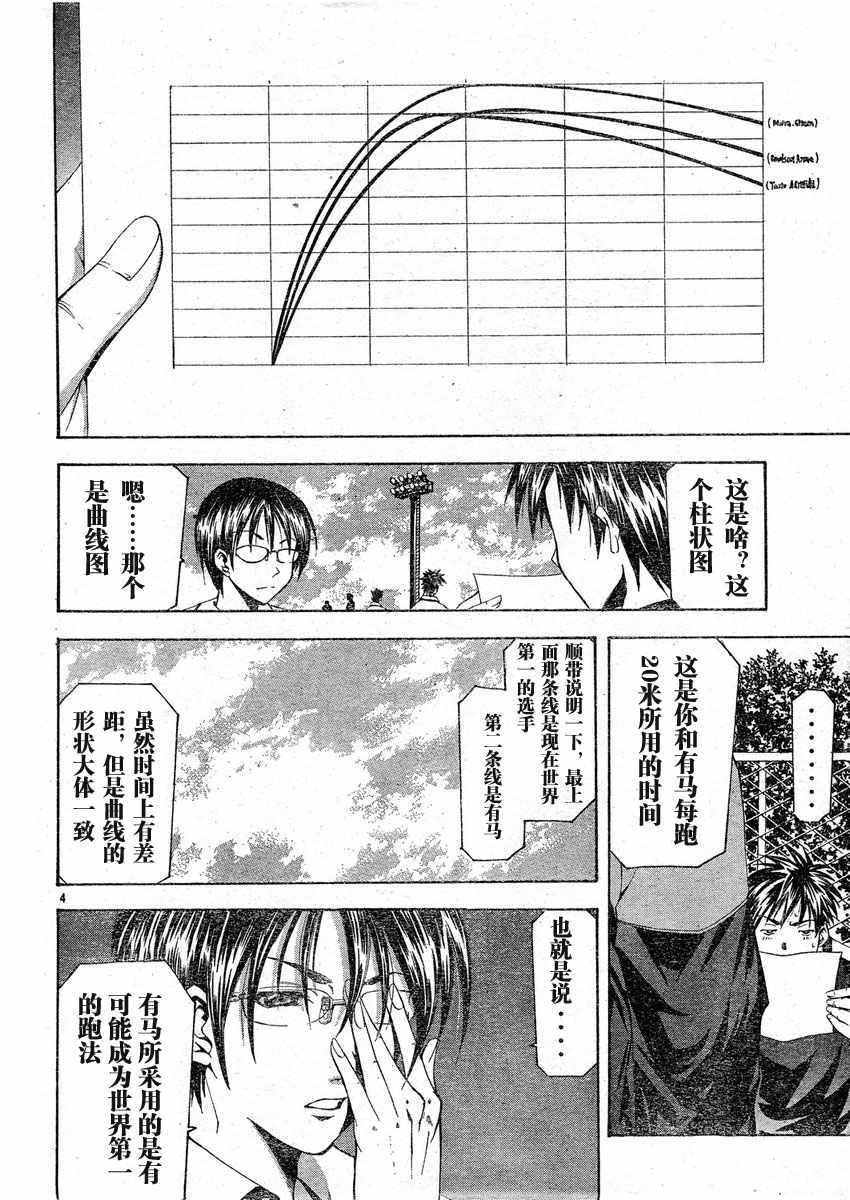 这是啥？这
个柱状图
嗯……那个
是曲线图
·······
这是你和有马每跑
20米所用的时间
顺带说明一下，最上
面那条线是现在世界
第一的选手
第二条线是有马
虽然时间上有差
距，但是曲线的
形状大体一致
4
也就是说
····
有马所采用的是有
可能成为世界第一
的跑法